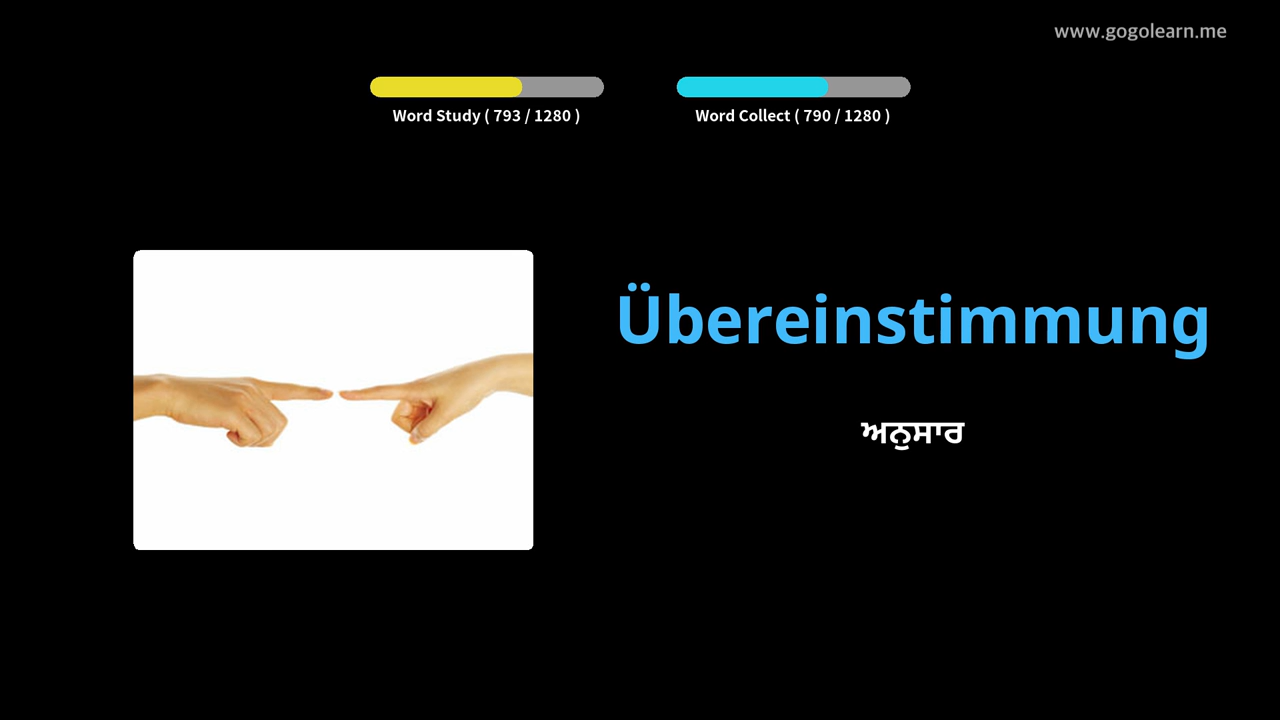 www.gogolearn.me
Word Study ( 793 / 1280 )
Word Collect ( 790 / 1280 )
Übereinstimmung
ਅਨੁਸਾਰ